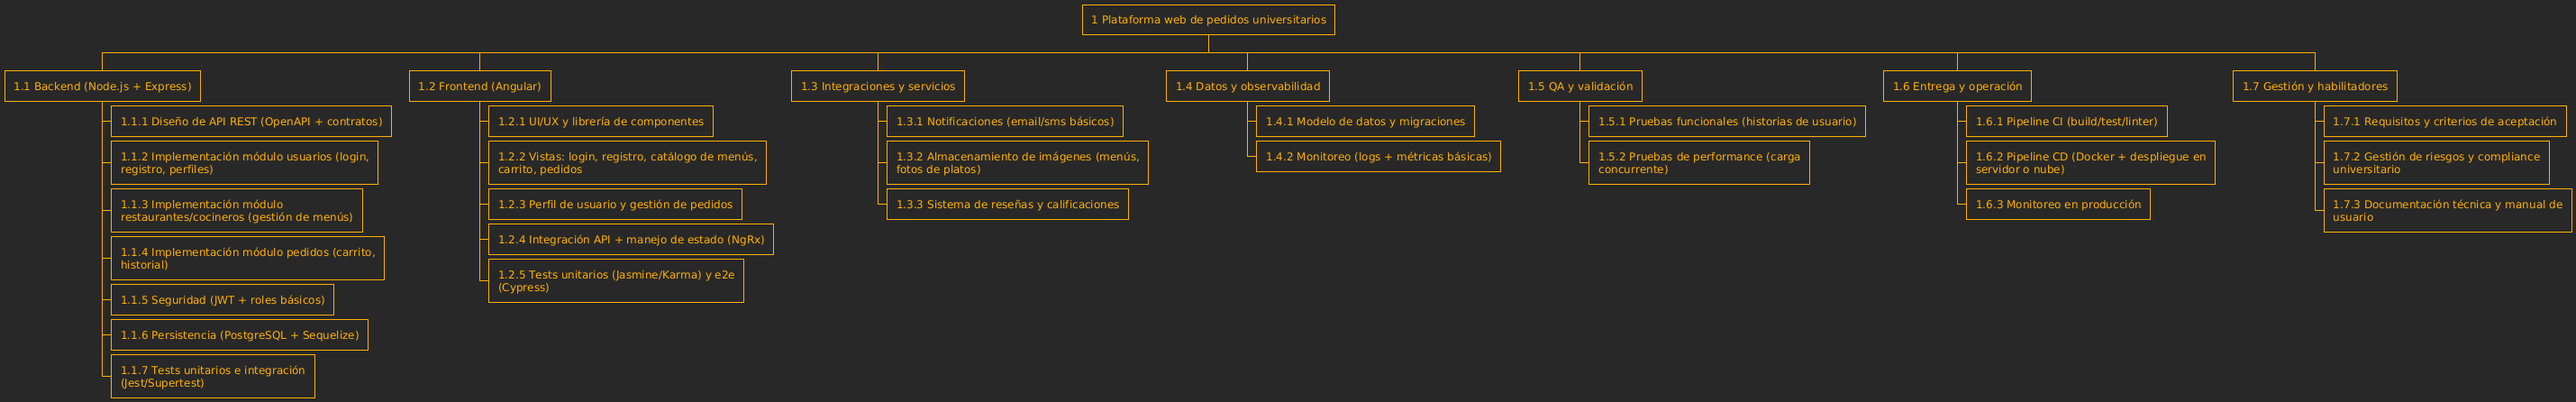 1 Plataforma web de pedidos universitarios
1.1 Backend (Node.js + Express)
1.1.1 Diseño de API REST (OpenAPI + contratos)
1.1.2 Implementación módulo usuarios (login,
registro, perfiles)
1.1.3 Implementación módulo
restaurantes/cocineros (gestión de menús)
1.1.4 Implementación módulo pedidos (carrito,
historial)
1.1.5 Seguridad (JWT + roles básicos)
1.1.6 Persistencia (PostgreSQL + Sequelize)
1.1.7 Tests unitarios e integración
(Jest/Supertest)
1.2 Frontend (Angular)
1.2.1 UI/UX y librería de componentes
1.2.2 Vistas: login, registro, catálogo de menús,
carrito, pedidos
1.2.3 Perfil de usuario y gestión de pedidos
1.2.4 Integración API + manejo de estado (NgRx)
1.2.5 Tests unitarios (Jasmine/Karma) y e2e
(Cypress)
1.3 Integraciones y servicios
1.3.1 Notificaciones (email/sms básicos)
1.3.2 Almacenamiento de imágenes (menús,
fotos de platos)
1.3.3 Sistema de reseñas y calificaciones
1.4 Datos y observabilidad
1.4.1 Modelo de datos y migraciones
1.4.2 Monitoreo (logs + métricas básicas)
1.5 QA y validación
1.5.1 Pruebas funcionales (historias de usuario)
1.5.2 Pruebas de performance (carga
concurrente)
1.6 Entrega y operación
1.6.1 Pipeline CI (build/test/linter)
1.6.2 Pipeline CD (Docker + despliegue en
servidor o nube)
1.6.3 Monitoreo en producción
1.7 Gestión y habilitadores
1.7.1 Requisitos y criterios de aceptación
1.7.2 Gestión de riesgos y compliance
universitario
1.7.3 Documentación técnica y manual de
usuario